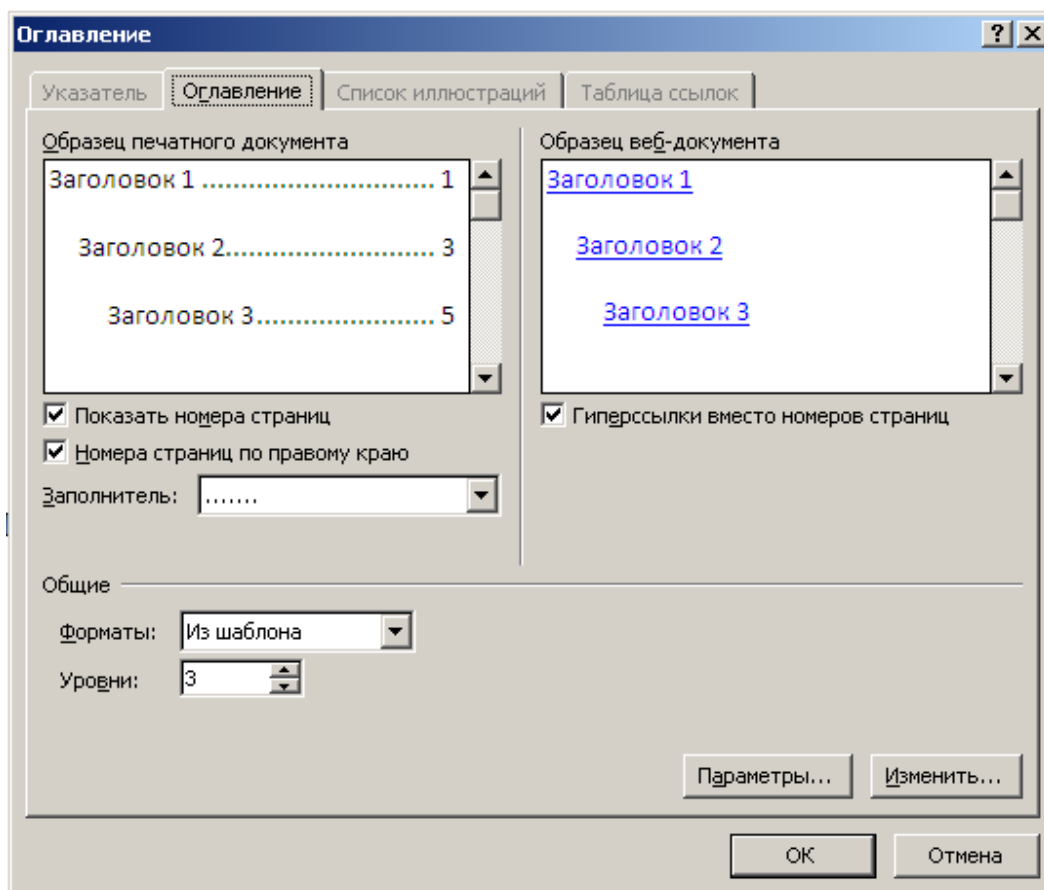 Оглавление
Указатель Оглавление Список иллюстраций Таблица ссылок
Образец печатного документа
Заголовок 1 ................................ 1
Заголовок 2............................. 3
Заголовок 3......................... 5
Показать номера страниц
Номера страниц по правому краю
Заполнитель: .......
Образец веб-документа
Заголовок 1
Заголовок 2
Заголовок 3
Гиперссылки вместо номеров страниц
Общие
Форматы: Из шаблона
Уровни: 3
Параметры... Изменить...
ОК Отмена